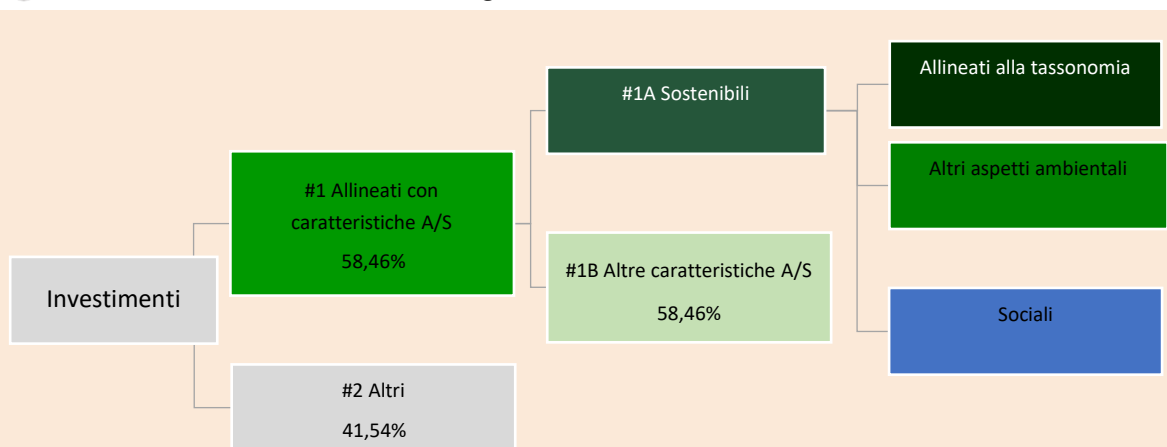 Investimenti
#1 Allineati con
caratteristiche A/S
58,46%
#2 Altri
41,54%
#1A Sostenibili
#1B Altre caratteristiche A/S
58,46%
Allineati alla tassonomia
Altri aspetti ambientali
Sociali